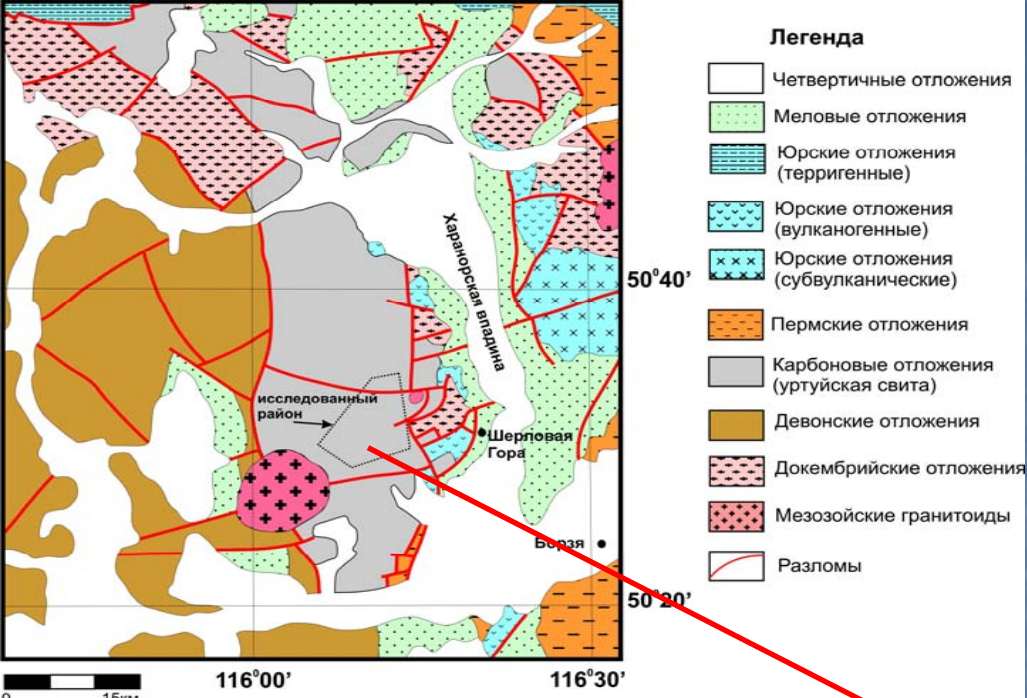 Легенда
Четвертичные отложения
Меловые отложения
Юрские отложения
(терригенные)
Юрские отложения
(вулканогенные)
Юрские отложения
(субвулканические)
Пермские отложения
Карбоновые отложения
(уртуйская свита)
Девонские отложения
Докембрийские отложения
Мезозойские гранитоиды
Разломы
Харанорская впадина
50°40'
исследованный
район
Шерловая
Гора
Борзя
50°20'
116°00'
116°30'
0
15км